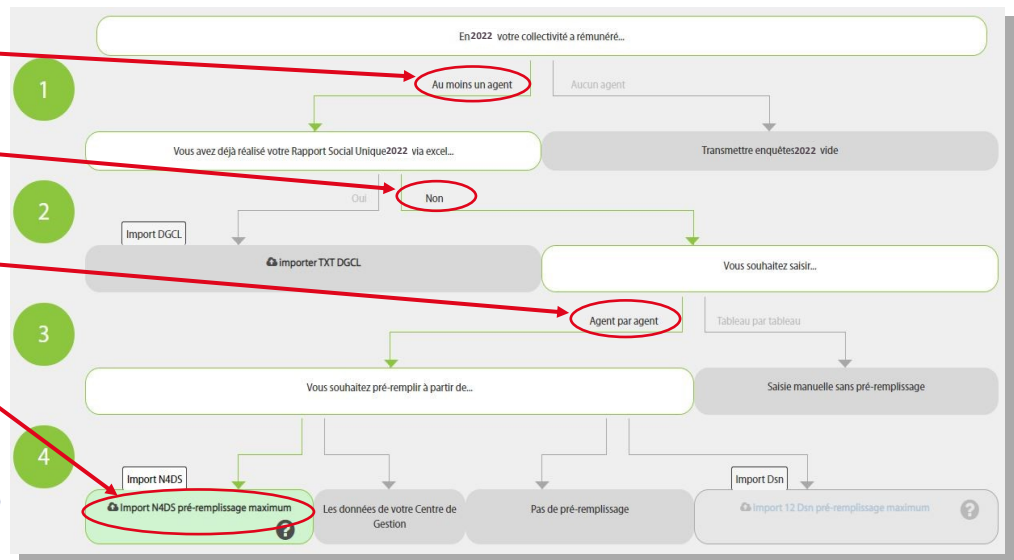 En 2022 votre collectivité a rémunéré...
1
Au moins un agent
Aucun agent
Vous avez déjà réalisé votre Rapport Social Unique2022 via excel...
Transmettre enquêtes2022 vide
2
Oui
Non
Import DGCL
importer TXT DGCL
Vous souhaitez saisir...
3
Agent par agent
Tableau par tableau
Vous souhaitez pré-remplir à partir de...
Saisie manuelle sans pré-remplissage
4
Import N4DS
Import Dsn
Import N4DS pré-remplissage maximum
?
Les données de votre Centre de
Gestion
Pas de pré-remplissage
Import 12 Dsn pré-remplissage maximum
?